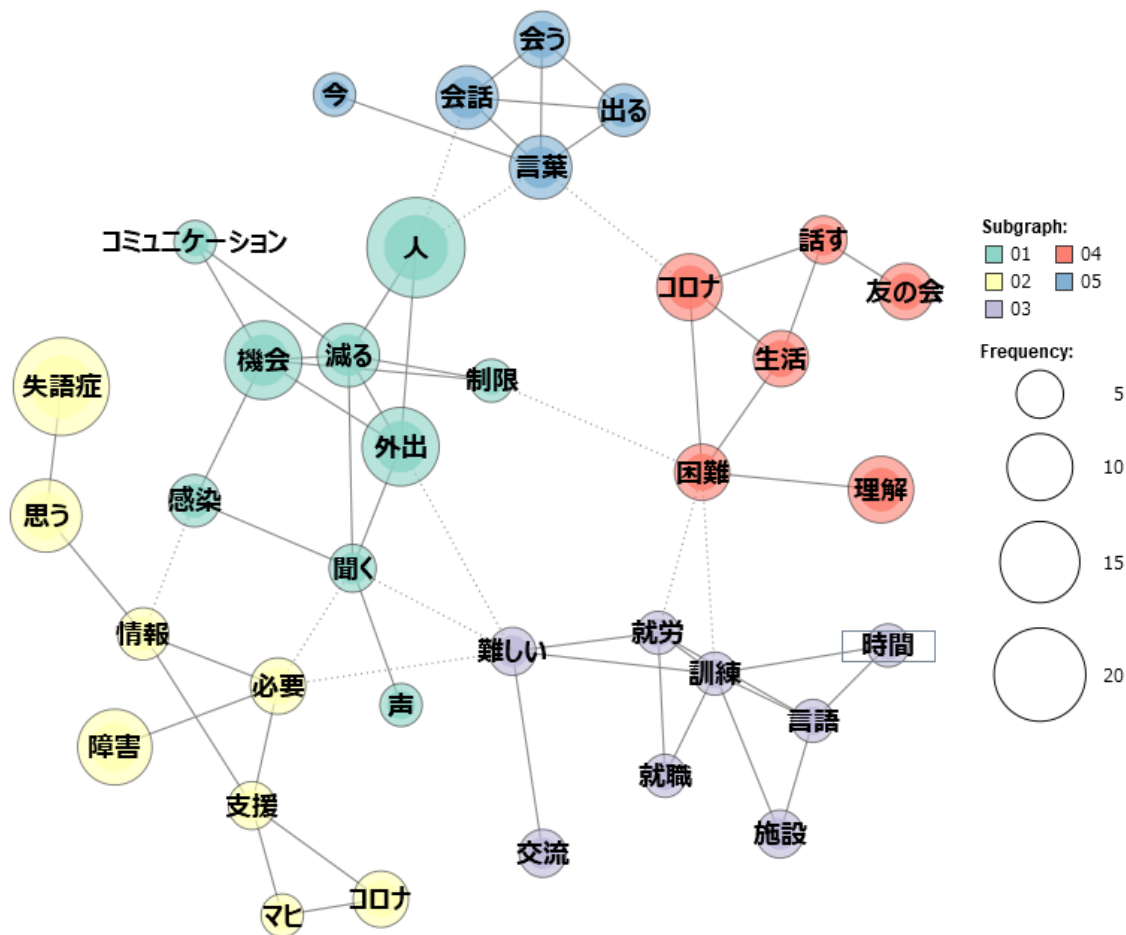 会う
今
会話
出る
言葉
コミュニケーション
人
話す
コロナ
友の会
Subgraph:
01
04
02
05
03
機会
減る
制限
生活
Frequency:
5
失語症
外出
10
困難
理解
感染
思う
聞く
15
情報
難しい
就労
時間
訓練
20
必要
声
言語
障害
就職
支援
施設
交流
コロナ
マヒ